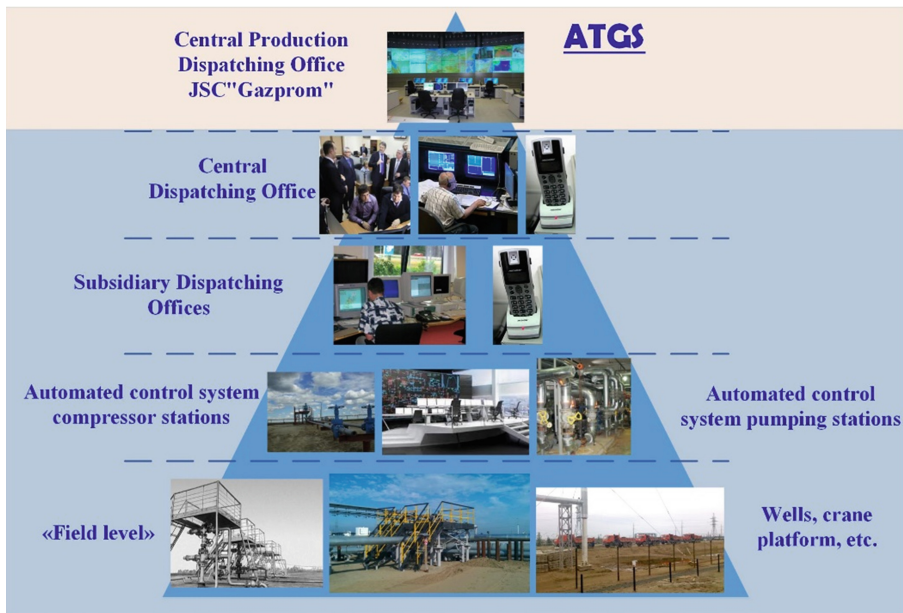 ATGS
Central Production
Dispatching Office
JSC"Gazprom"
Central
Dispatching Office
Subsidiary Dispatching
Offices
Automated control system
compressor stations
Automated control
system pumping stations
«Field level»
Wells, crane
platform, etc.